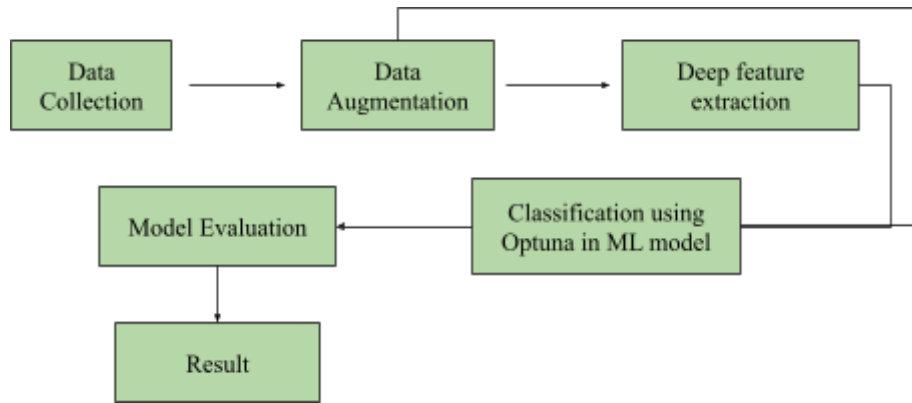 Data
Collection
Data
Augmentation
Deep feature
extraction
Model Evaluation
Classification using
Optuna in ML model
Result